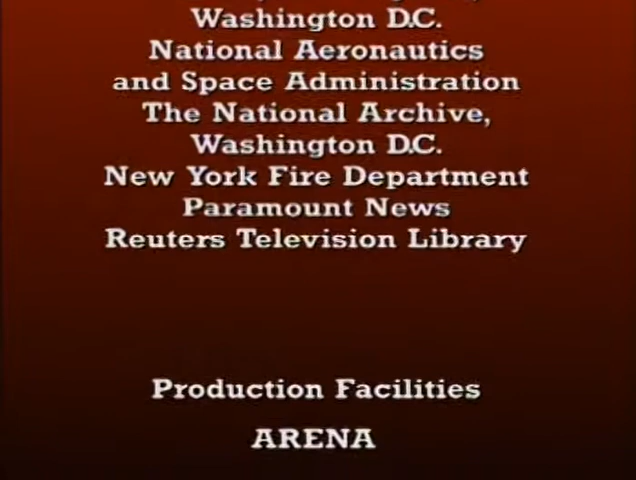 Washington D.C.
National Aeronautics
and Space Administration
The National Archive,
Washington D.C.
New York Fire Department
Paramount News
Reuters Television Library
Production Facilities
ARENA